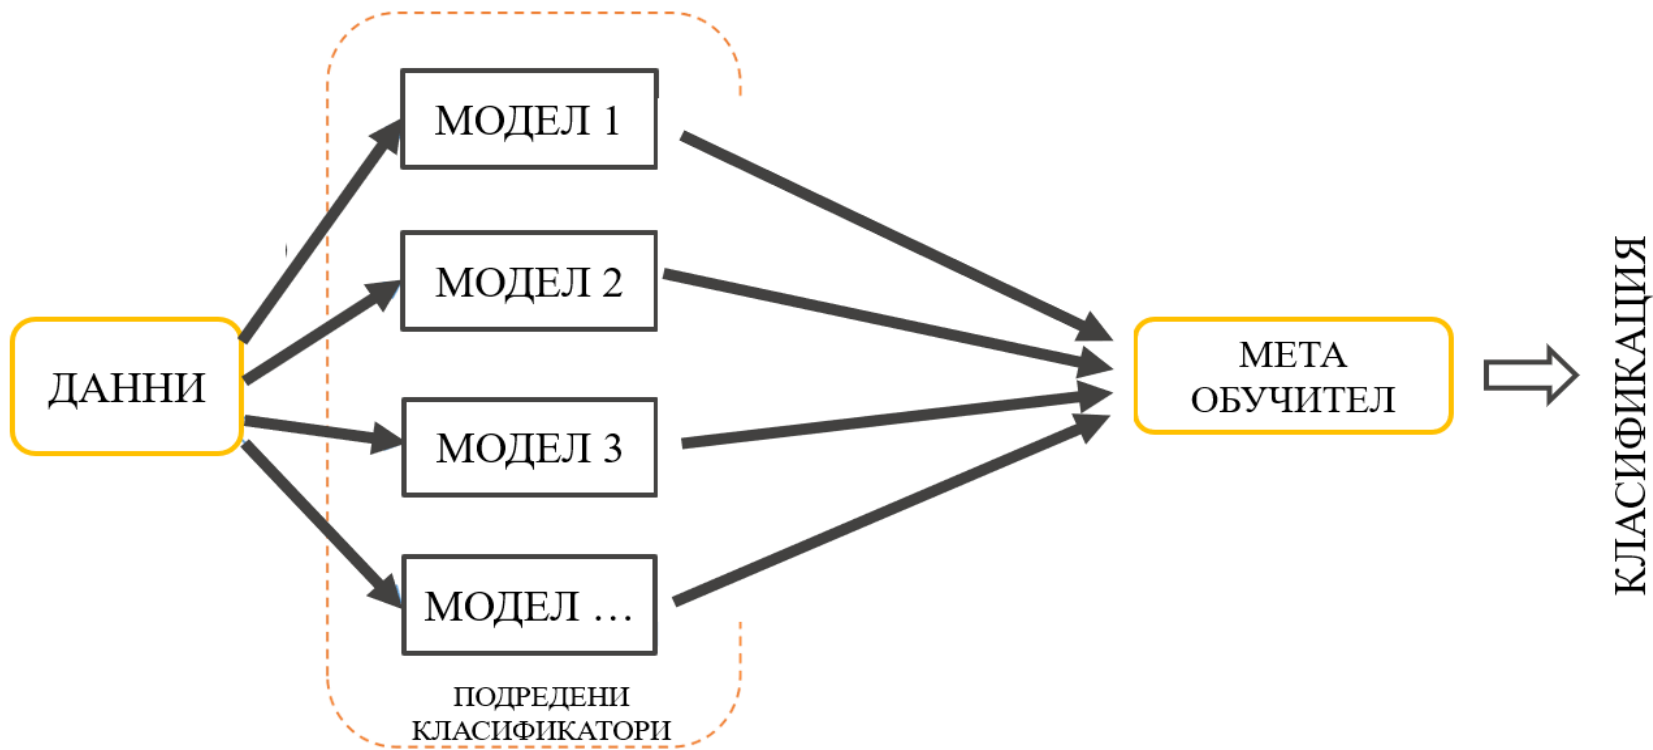 ДАННИ
МОДЕЛ 1
МОДЕЛ 2
МОДЕЛ 3
МОДЕЛ …
ПОДРЕДЕНИ
КЛАСИФИКАТОРИ
МЕТА
ОБУЧИТЕЛ
КЛАСИФИКАЦИЯ